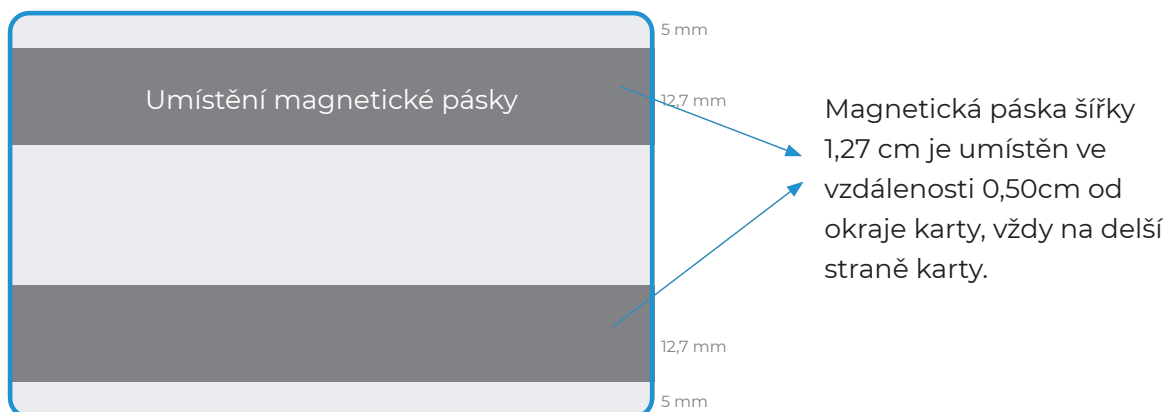 5 mm
Umístění magnetické pásky
12,7 mm
Magnetická páska šířky
1,27 cm je umístěn ve
vzdálenosti 0,50cm od
okraje karty, vždy na delší
straně karty.
12,7 mm
5 mm